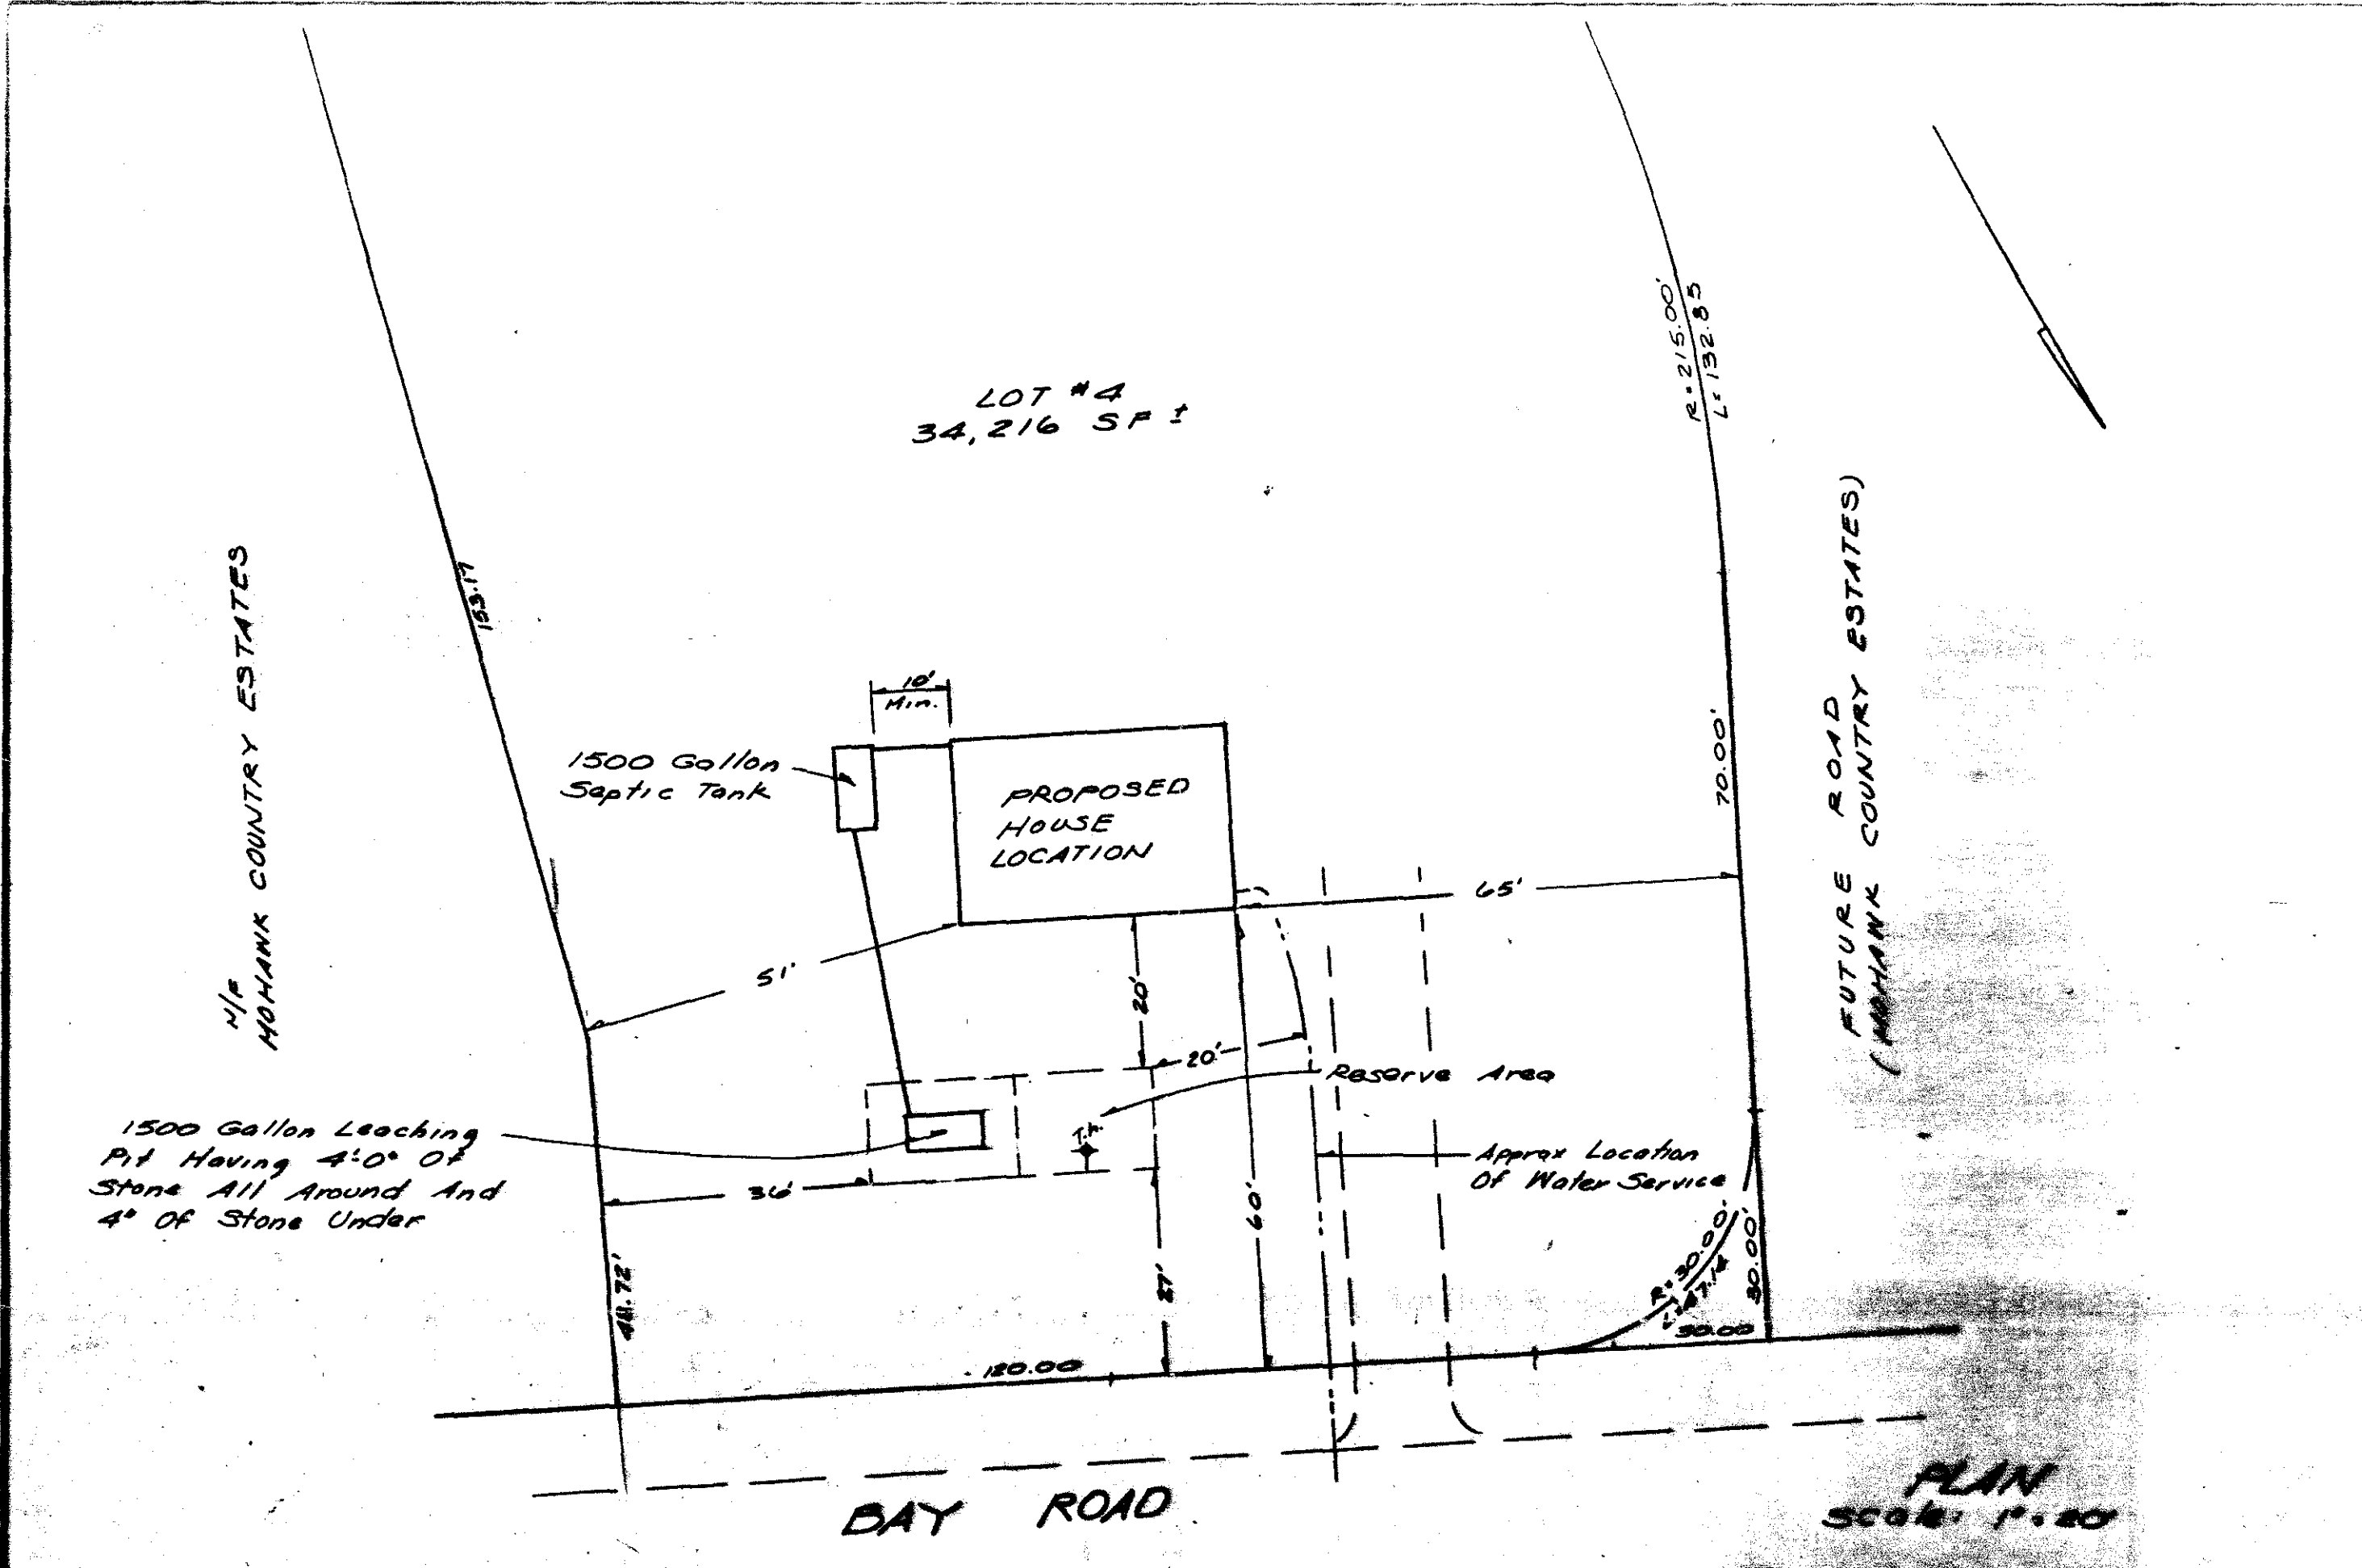 LOT #4
34,216 SF ±
R=215.00'
L=132.85
N/F
MOHAWK COUNTRY ESTATES
10'
Min.
1500 Gallon
Septic Tank
PROPOSED
HOUSE
LOCATION
70.00'
FUTURE ROAD
(MOHAWK COUNTRY ESTATES)
65'
51'
20'
20'
Reserve Area
1500 Gallon Leaching
Pit Having 4'-0" Of
Stone All Around And
4" Of Stone Under
T.H.
36'
Approx Location
Of Water Service
60'
27'
R=30.00'
L=47.12
30.00'
30.00
120.00
BAY ROAD
PLAN
Scale: 1"=20'